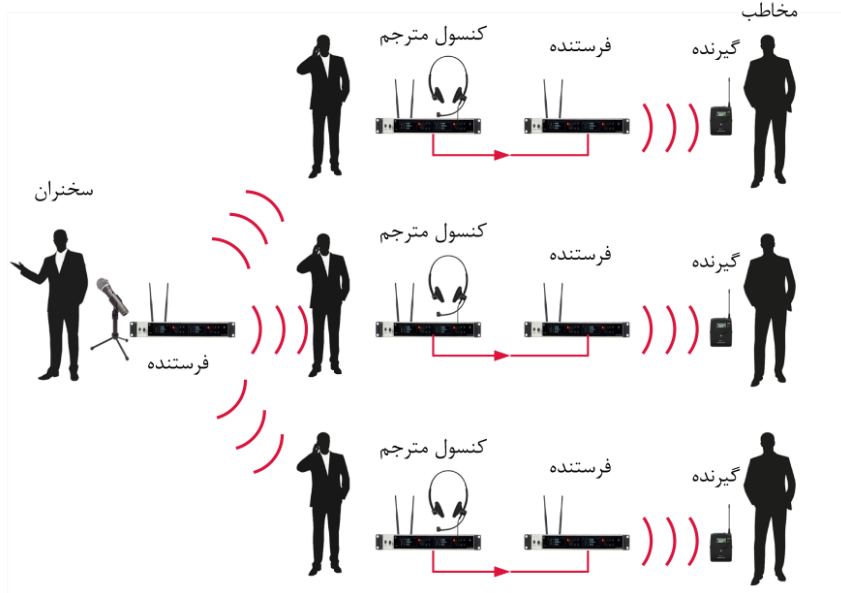 مخاطب
کنسول مترجم
فرستنده
گیرنده
سخنران
فرستنده
کنسول مترجم
فرستنده
گیرنده
کنسول مترجم
فرستنده
گیرنده